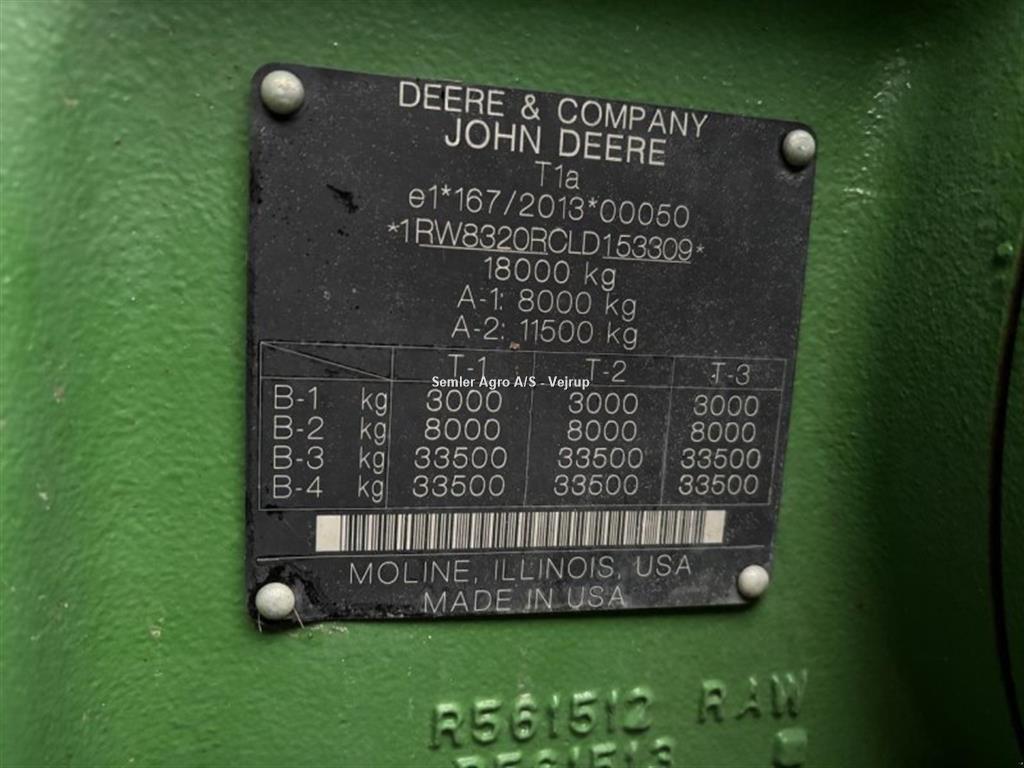 DEERE & COMPANY
JOHN DEERE
T1a
e1*167/2013*00050
*1RW8320RCLD153309*
18000 kg
A-1: 8000 kg
A-2: 11500 kg
T-1 T-2 T-3
Semler Agro A/S - Vejrup
B-1 kg 3000 3000 3000
B-2 kg 8000 8000 8000
B-3 kg 33500 33500 33500
B-4 kg 33500 33500 33500
MOLINE, ILLINOIS, USA
MADE IN USA
R561512 RAW
R561513